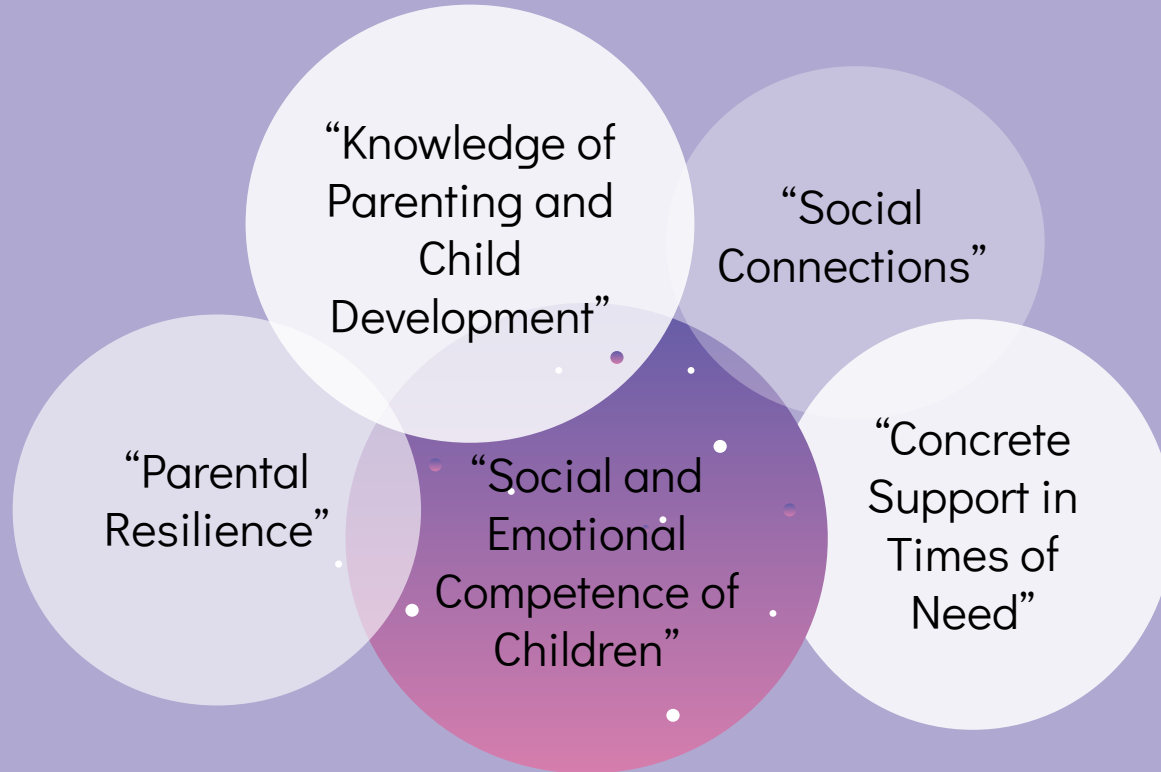 “Knowledge of
Parenting and
Child
Development”
“Social
Connections”
“Parental
Resilience”
“Social and
Emotional
Competence of
Children”
“Concrete
Support in
Times of
Need”